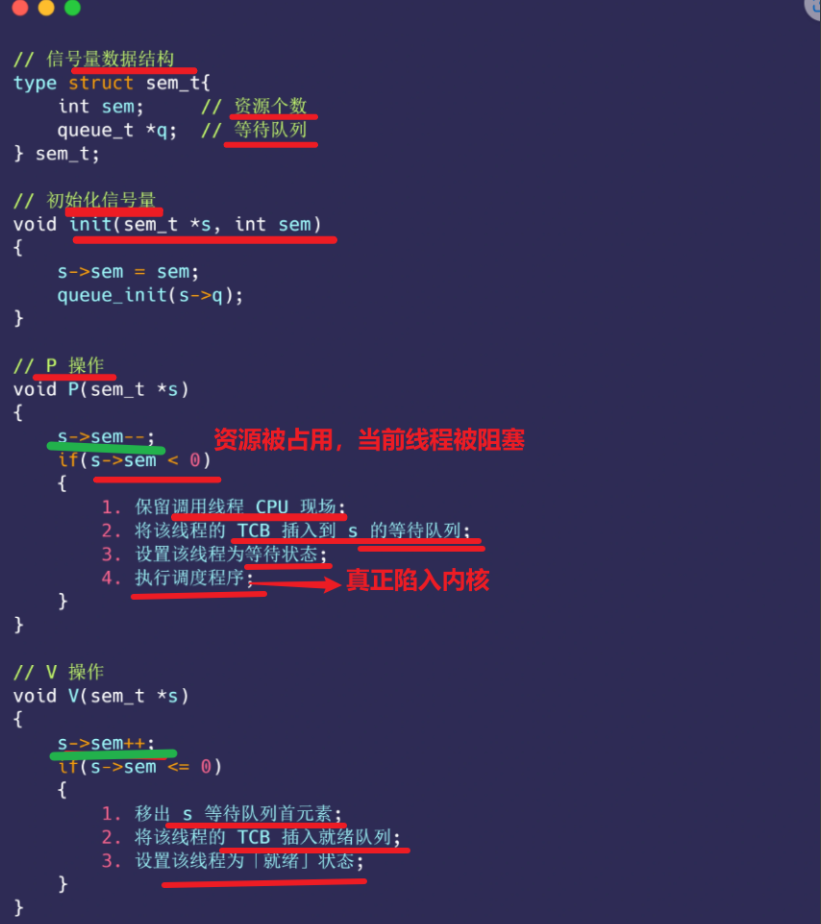 // 信号量数据结构
type struct sem_t{
    int sem;      // 资源个数
    queue_t *q;  // 等待队列
} sem_t;
// 初始化信号量
void init(sem_t *s, int sem)
{
    s->sem = sem;
    queue_init(s->q);
}
// P 操作
void P(sem_t *s)
{
    s->sem--; 资源被占用，当前线程被阻塞
    if(s->sem < 0)
    {
        1. 保留调用线程 CPU 现场;
        2. 将该线程的 TCB 插入到 s 的等待队列;
        3. 设置该线程为等待状态;
        4. 执行调度程序; 真正陷入内核
    }
}
// V 操作
void V(sem_t *s)
{
    s->sem++;
    if(s->sem <= 0)
    {
        1. 移出 s 等待队列首元素;
        2. 将该线程的 TCB 插入就绪队列;
        3. 设置该线程为「就绪」状态;
    }
}